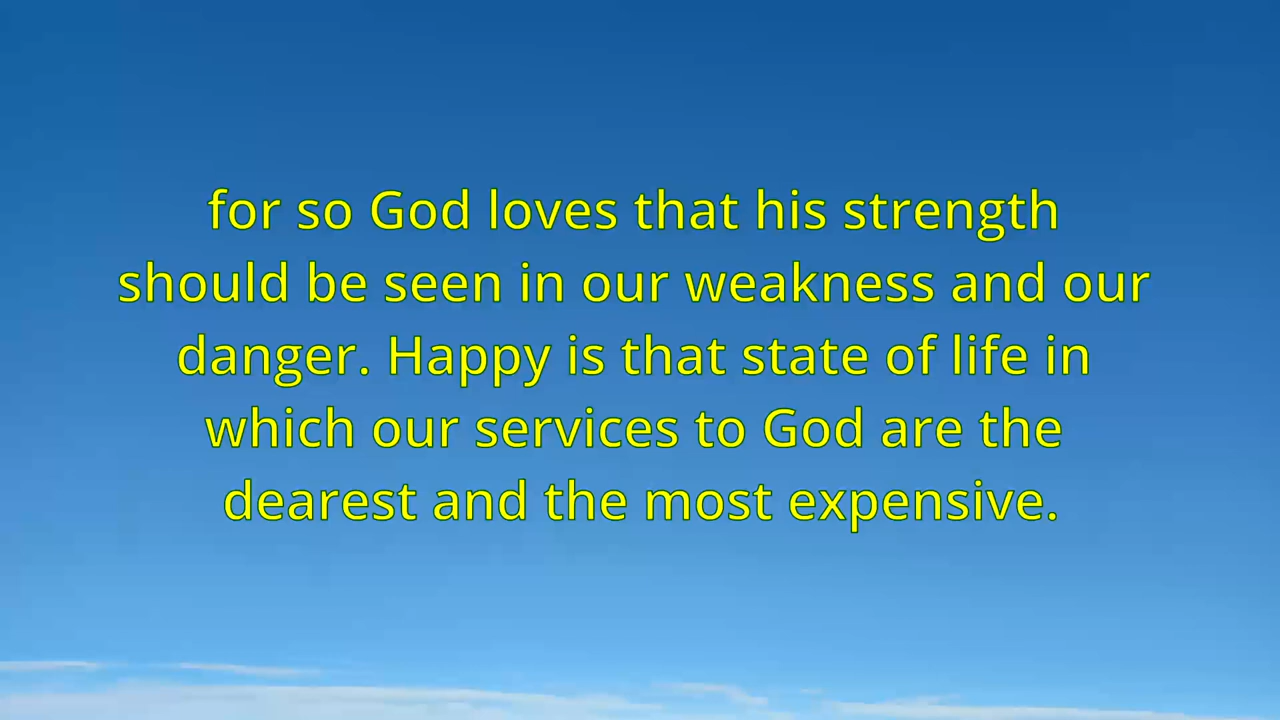 for so God loves that his strength
should be seen in our weakness and our
danger. Happy is that state of life in
which our services to God are the
dearest and the most expensive.